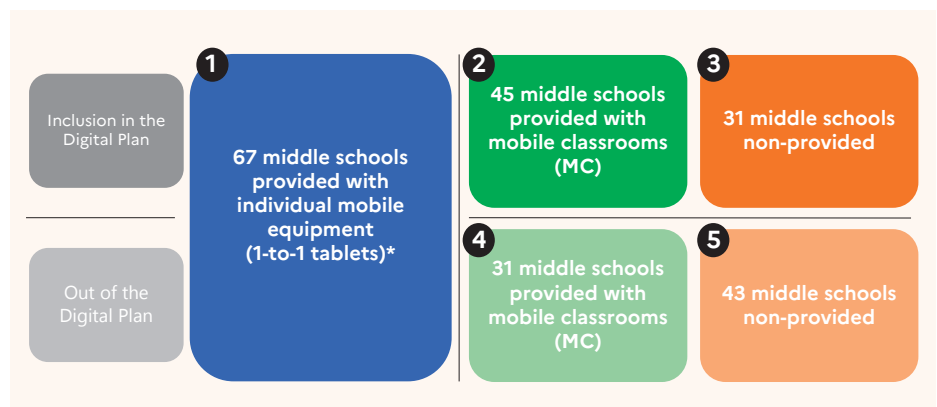 1
2
3
Inclusion in the
Digital Plan
67 middle schools
provided with
individual mobile
equipment
(1-to-1 tablets)*
45 middle schools
provided with
mobile classrooms
(MC)
31 middle schools
non-provided
4
5
Out of the
Digital Plan
31 middle schools
provided with
mobile classrooms
(MC)
43 middle schools
non-provided